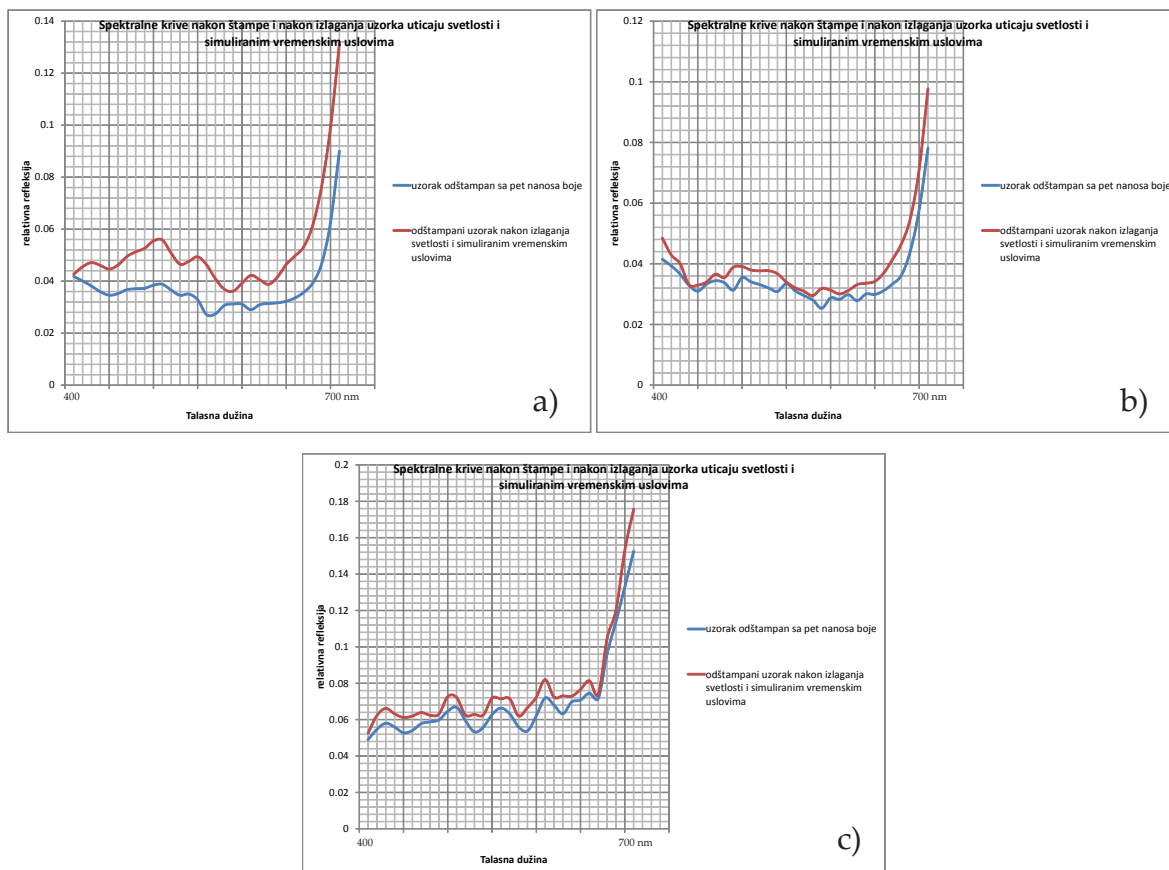 Spektralne krive nakon štampe i nakon izlaganja uzorka uticaju svetlosti i
simuliranim vremenskim uslovima
0.14
0.12
0.1
0.08
0.06
0.04
0.02
0
relativna refleksija
400
700 nm
Talasna dužina
uzorak odštampan sa pet nanosa boje
odštampani uzorak nakon izlaganja
svetlosti i simuliranim vremenskim
uslovima
a)
Spektralne krive nakon štampe i nakon izlaganja uzorka uticaju svetlosti i
simuliranim vremenskim uslovima
0.12
0.1
0.08
0.06
0.04
0.02
0
relativna refleksija
400
700 nm
Talasna dužina
uzorak odštampan sa pet nanosa boje
odštampani uzorak nakon izlaganja
svetlosti i simuliranim vremenskim
uslovima
b)
Spektralne krive nakon štampe i nakon izlaganja uzorka uticaju svetlosti i
simuliranim vremenskim uslovima
0.2
0.18
0.16
0.14
0.12
0.1
0.08
0.06
0.04
0.02
0
relativna refleksija
400
700 nm
Talasna dužina
uzorak odštampan sa pet nanosa boje
odštampani uzorak nakon izlaganja
svetlosti i simuliranim vremenskim
uslovima
c)